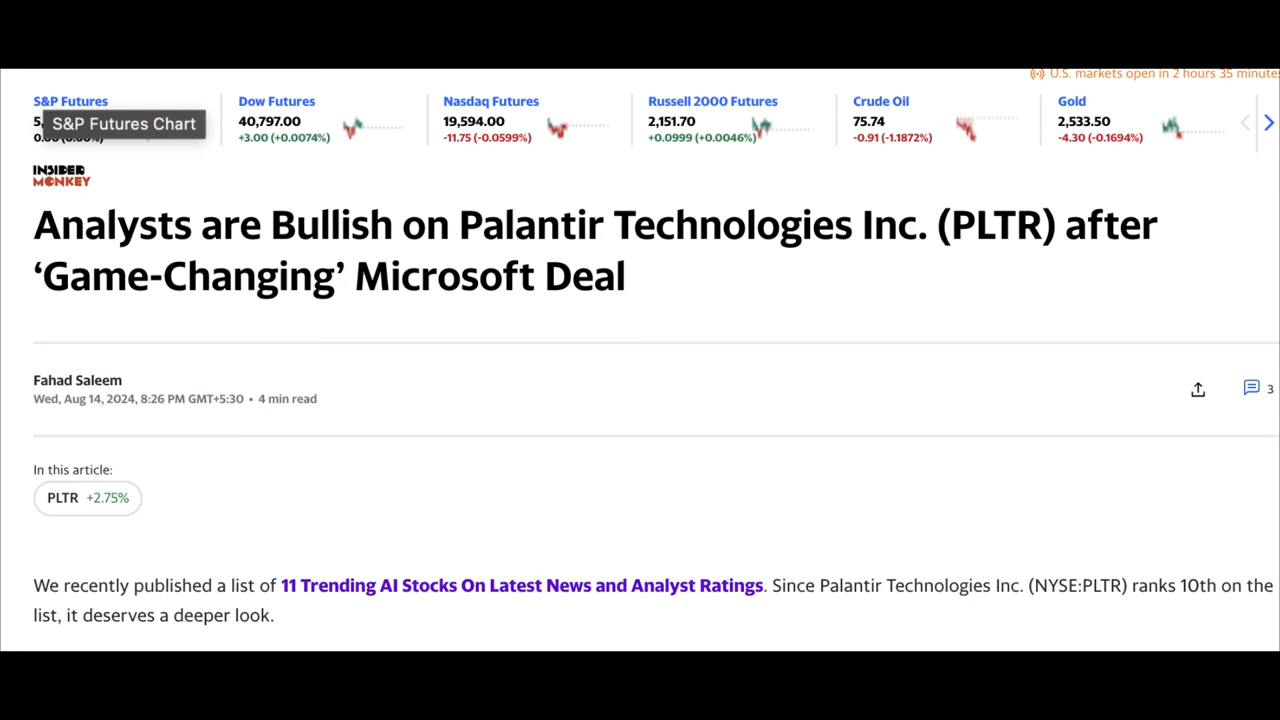 U.S. markets open in 2 hours 35 minutes
S&P Futures
Dow Futures
Nasdaq Futures
Russell 2000 Futures
Crude Oil
Gold
S&P Futures Chart
40,797.00
19,594.00
2,151.70
75.74
2,533.50
+3.00 (+0.0074%)
-11.75 (-0.0599%)
+0.0999 (+0.0046%)
-0.91 (-1.1872%)
-4.30 (-0.1694%)
INSIDER
MONKEY
Analysts are Bullish on Palantir Technologies Inc. (PLTR) after
‘Game-Changing’ Microsoft Deal
Fahad Saleem
Wed, Aug 14, 2024, 8:26 PM GMT+5:30 • 4 min read
3
In this article:
PLTR +2.75%
We recently published a list of 11 Trending AI Stocks On Latest News and Analyst Ratings. Since Palantir Technologies Inc. (NYSE:PLTR) ranks 10th on the
list, it deserves a deeper look.